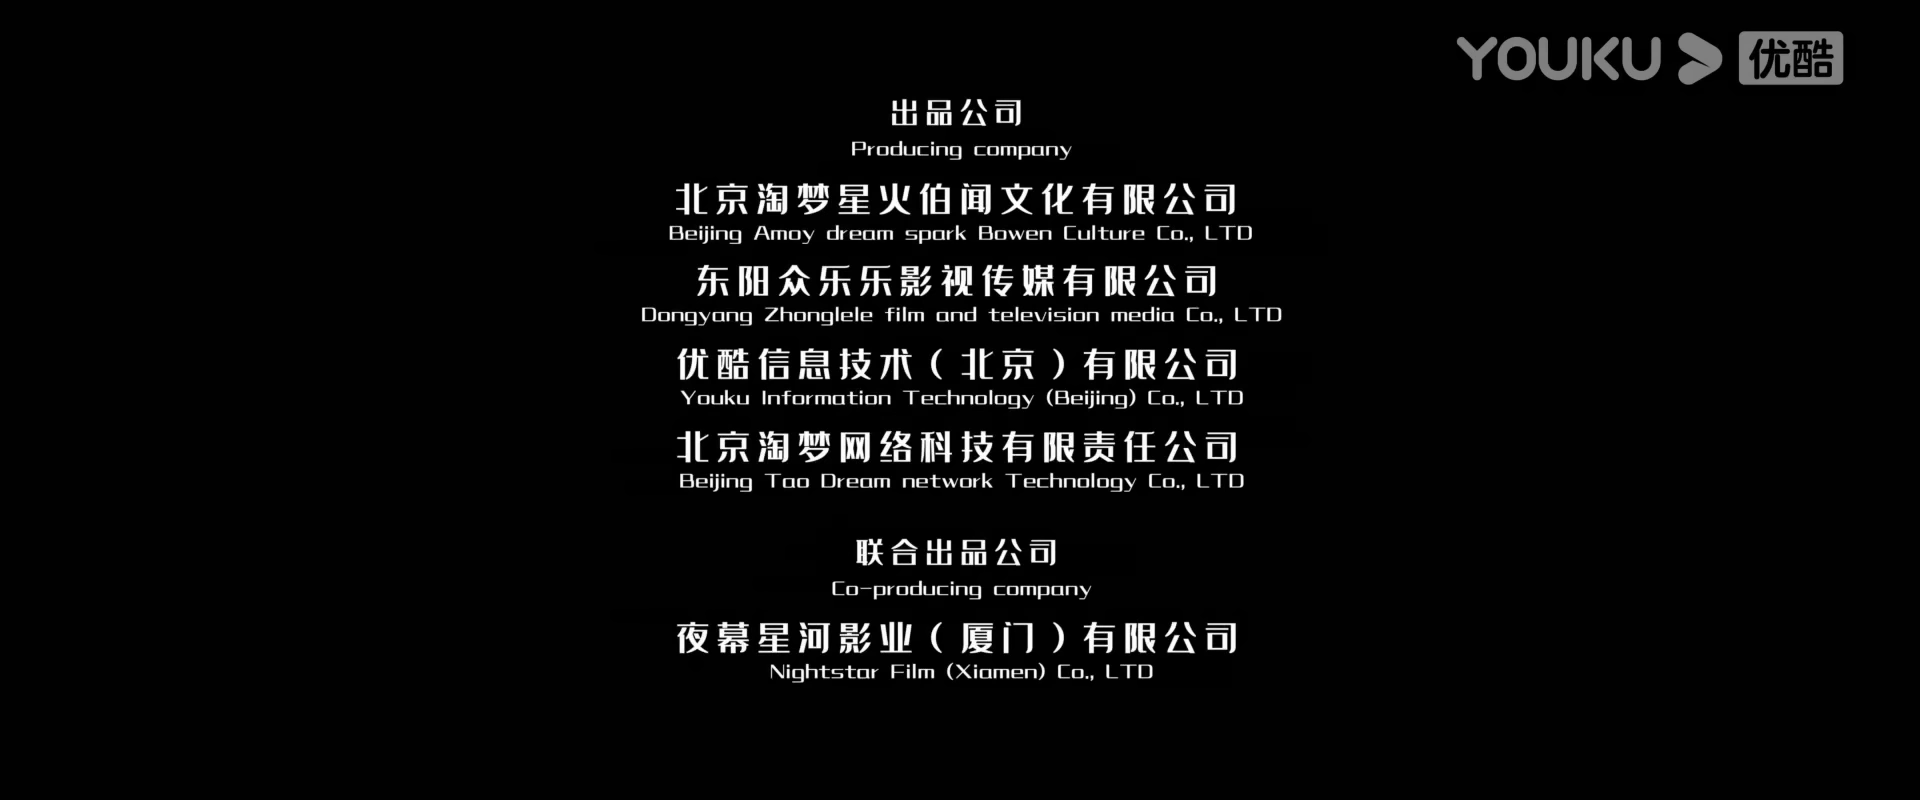 YOUKU 优酷
出品公司
Producing company
北京淘梦星火伯闻文化有限公司
Beijing Amoy dream spark Bowen Culture Co., LTD
东阳众乐乐影视传媒有限公司
Dongyang Zhonglele film and television media Co., LTD
优酷信息技术（北京）有限公司
Youku Information Technology (Beijing) Co., LTD
北京淘梦网络科技有限责任公司
Beijing Tao Dream network Technology Co., LTD
联合出品公司
Co-producing company
夜幕星河影业（厦门）有限公司
Nightstar Film (Xiamen) Co., LTD